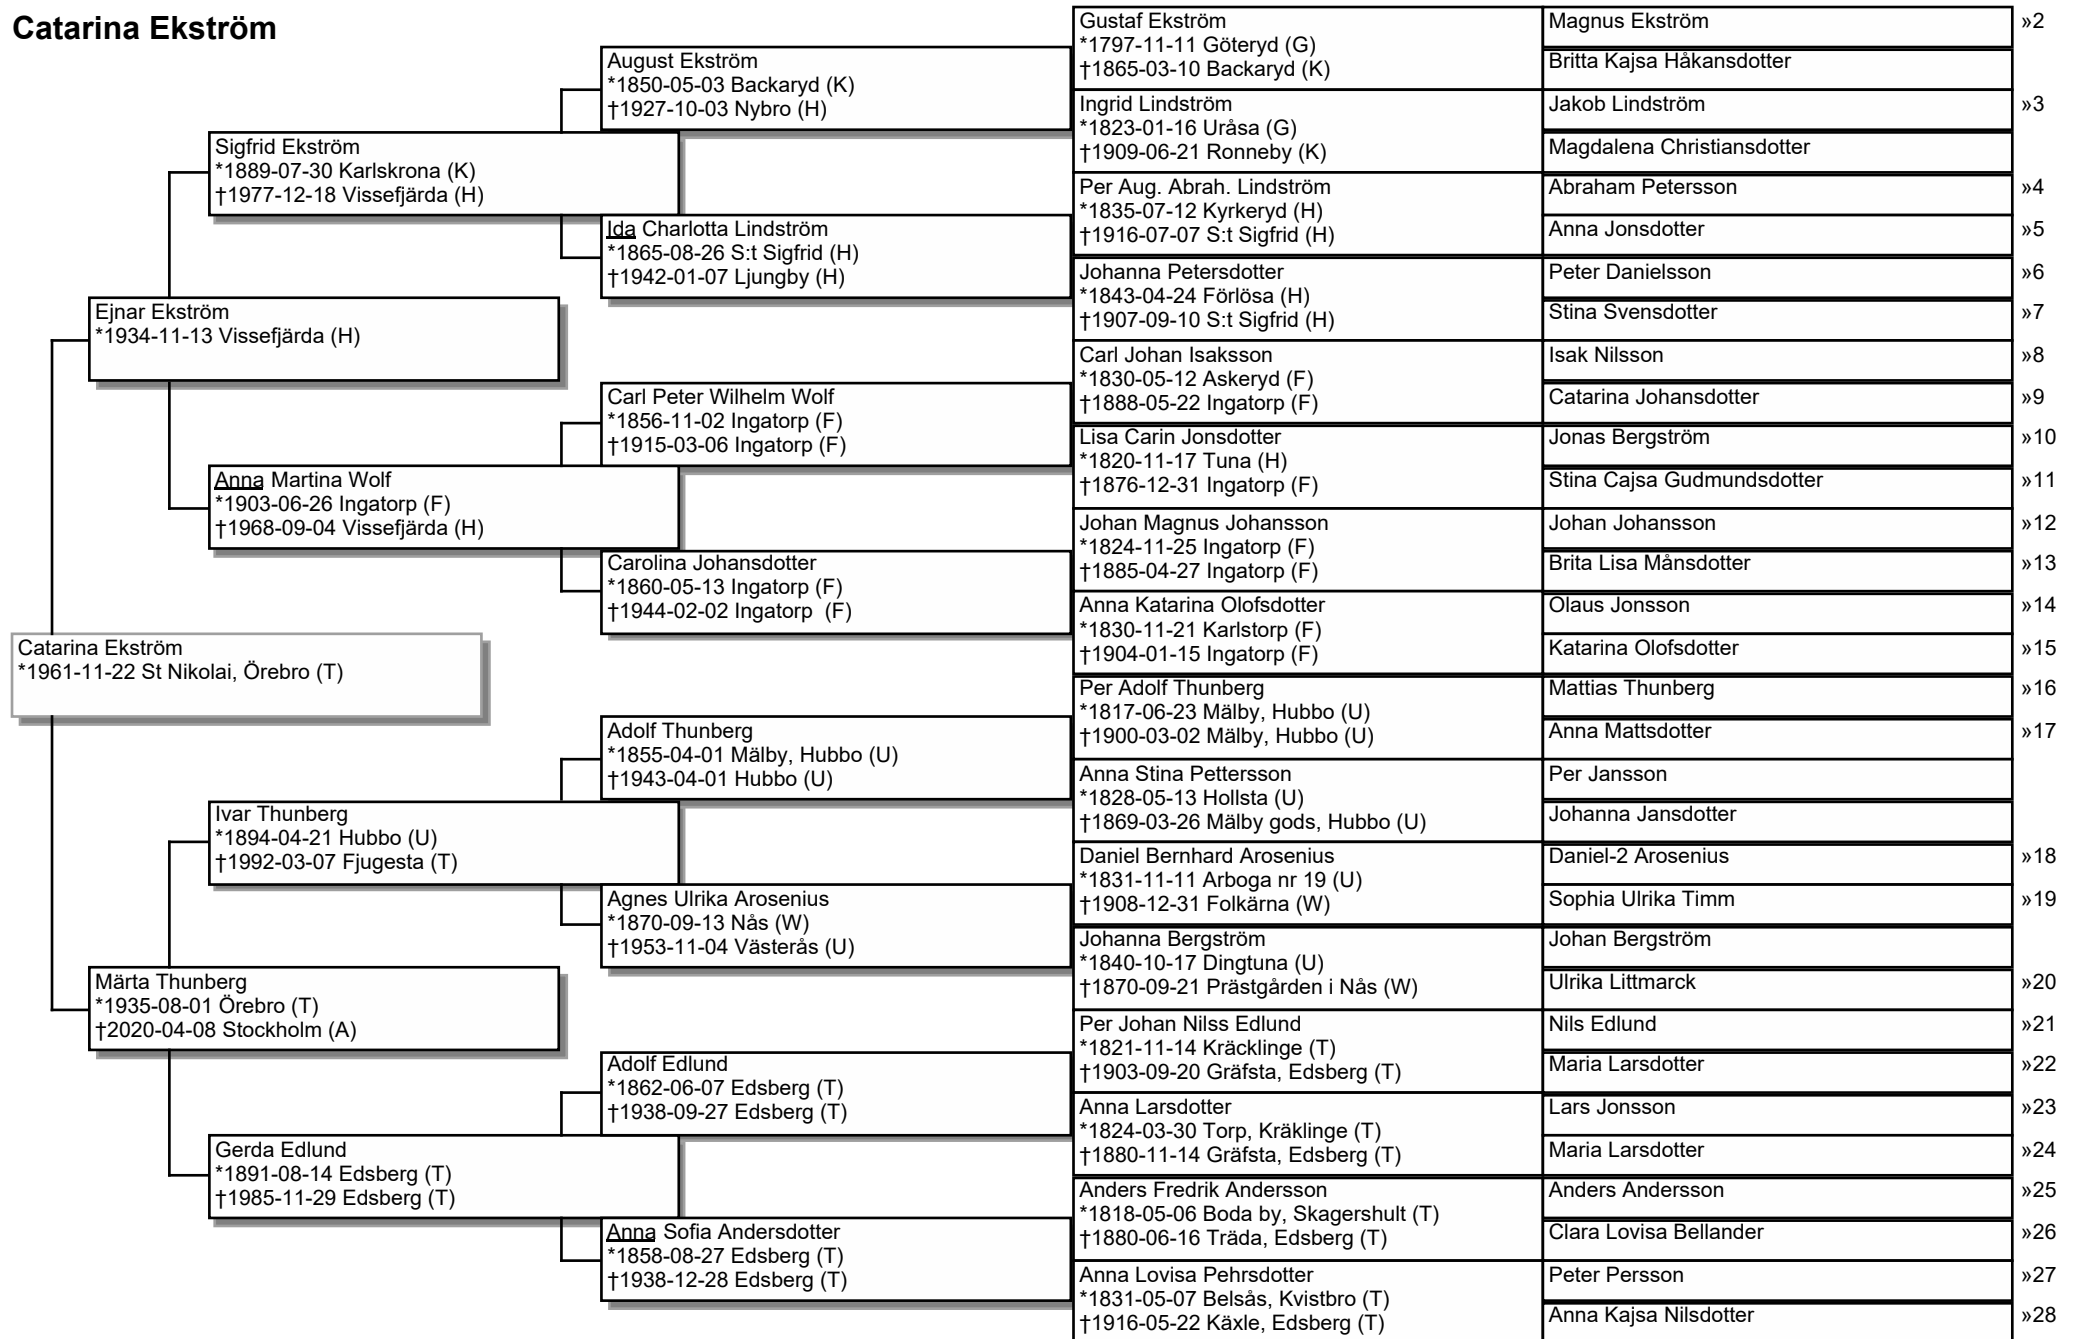 Catarina Ekström
Catarina Ekström
*1961-11-22 St Nikolai, Örebro (T)
Ejnar Ekström
*1934-11-13 Vissefjärda (H)
Märta Thunberg
*1935-08-01 Örebro (T)
†2020-04-08 Stockholm (A)
Sigfrid Ekström
*1889-07-30 Karlskrona (K)
†1977-12-18 Vissefjärda (H)
Anna Martina Wolf
*1903-06-26 Ingatorp (F)
†1968-09-04 Vissefjärda (H)
Ivar Thunberg
*1894-04-21 Hubbo (U)
†1992-03-07 Fjugesta (T)
Gerda Edlund
*1891-08-14 Edsberg (T)
†1985-11-29 Edsberg (T)
August Ekström
*1850-05-03 Backaryd (K)
†1927-10-03 Nybro (H)
Ida Charlotta Lindström
*1865-08-26 S:t Sigfrid (H)
†1942-01-07 Ljungby (H)
Carl Peter Wilhelm Wolf
*1856-11-02 Ingatorp (F)
†1915-03-06 Ingatorp (F)
Carolina Johansdotter
*1860-05-13 Ingatorp (F)
†1944-02-02 Ingatorp  (F)
Adolf Thunberg
*1855-04-01 Mälby, Hubbo (U)
†1943-04-01 Hubbo (U)
Agnes Ulrika Arosenius
*1870-09-13 Nås (W)
†1953-11-04 Västerås (U)
Adolf Edlund
*1862-06-07 Edsberg (T)
†1938-09-27 Edsberg (T)
Anna Sofia Andersdotter
*1858-08-27 Edsberg (T)
†1938-12-28 Edsberg (T)
Gustaf Ekström
*1797-11-11 Göteryd (G)
†1865-03-10 Backaryd (K)
Ingrid Lindström
*1823-01-16 Uråsa (G)
†1909-06-21 Ronneby (K)
Per Aug. Abrah. Lindström
*1835-07-12 Kyrkeryd (H)
†1916-07-07 S:t Sigfrid (H)
Johanna Petersdotter
*1843-04-24 Förlösa (H)
†1907-09-10 S:t Sigfrid (H)
Carl Johan Isaksson
*1830-05-12 Askeryd (F)
†1888-05-22 Ingatorp (F)
Lisa Carin Jonsdotter
*1820-11-17 Tuna (H)
†1876-12-31 Ingatorp (F)
Johan Magnus Johansson
*1824-11-25 Ingatorp (F)
†1885-04-27 Ingatorp (F)
Anna Katarina Olofsdotter
*1830-11-21 Karlstorp (F)
†1904-01-15 Ingatorp (F)
Per Adolf Thunberg
*1817-06-23 Mälby, Hubbo (U)
†1900-03-02 Mälby, Hubbo (U)
Anna Stina Pettersson
*1828-05-13 Hollsta (U)
†1869-03-26 Mälby gods, Hubbo (U)
Daniel Bernhard Arosenius
*1831-11-11 Arboga nr 19 (U)
†1908-12-31 Folkärna (W)
Johanna Bergström
*1840-10-17 Dingtuna (U)
†1870-09-21 Prästgården i Nås (W)
Per Johan Nilss Edlund
*1821-11-14 Kräcklinge (T)
†1903-09-20 Gräfsta, Edsberg (T)
Anna Larsdotter
*1824-03-30 Torp, Kräklinge (T)
†1880-11-14 Gräfsta, Edsberg (T)
Anders Fredrik Andersson
*1818-05-06 Boda by, Skagershult (T)
†1880-06-16 Träda, Edsberg (T)
Anna Lovisa Pehrsdotter
*1831-05-07 Belsås, Kvistbro (T)
†1916-05-22 Käxle, Edsberg (T)
Magnus Ekström »2
Britta Kajsa Håkansdotter
Jakob Lindström »3
Magdalena Christiansdotter
Abraham Petersson »4
Anna Jonsdotter »5
Peter Danielsson »6
Stina Svensdotter »7
Isak Nilsson »8
Catarina Johansdotter »9
Jonas Bergström »10
Stina Cajsa Gudmundsdotter »11
Johan Johansson »12
Brita Lisa Månsdotter »13
Olaus Jonsson »14
Katarina Olofsdotter »15
Mattias Thunberg »16
Anna Mattsdotter »17
Per Jansson
Johanna Jansdotter
Daniel-2 Arosenius »18
Sophia Ulrika Timm »19
Johan Bergström
Ulrika Littmarck »20
Nils Edlund »21
Maria Larsdotter »22
Lars Jonsson »23
Maria Larsdotter »24
Anders Andersson »25
Clara Lovisa Bellander »26
Peter Persson »27
Anna Kajsa Nilsdotter »28